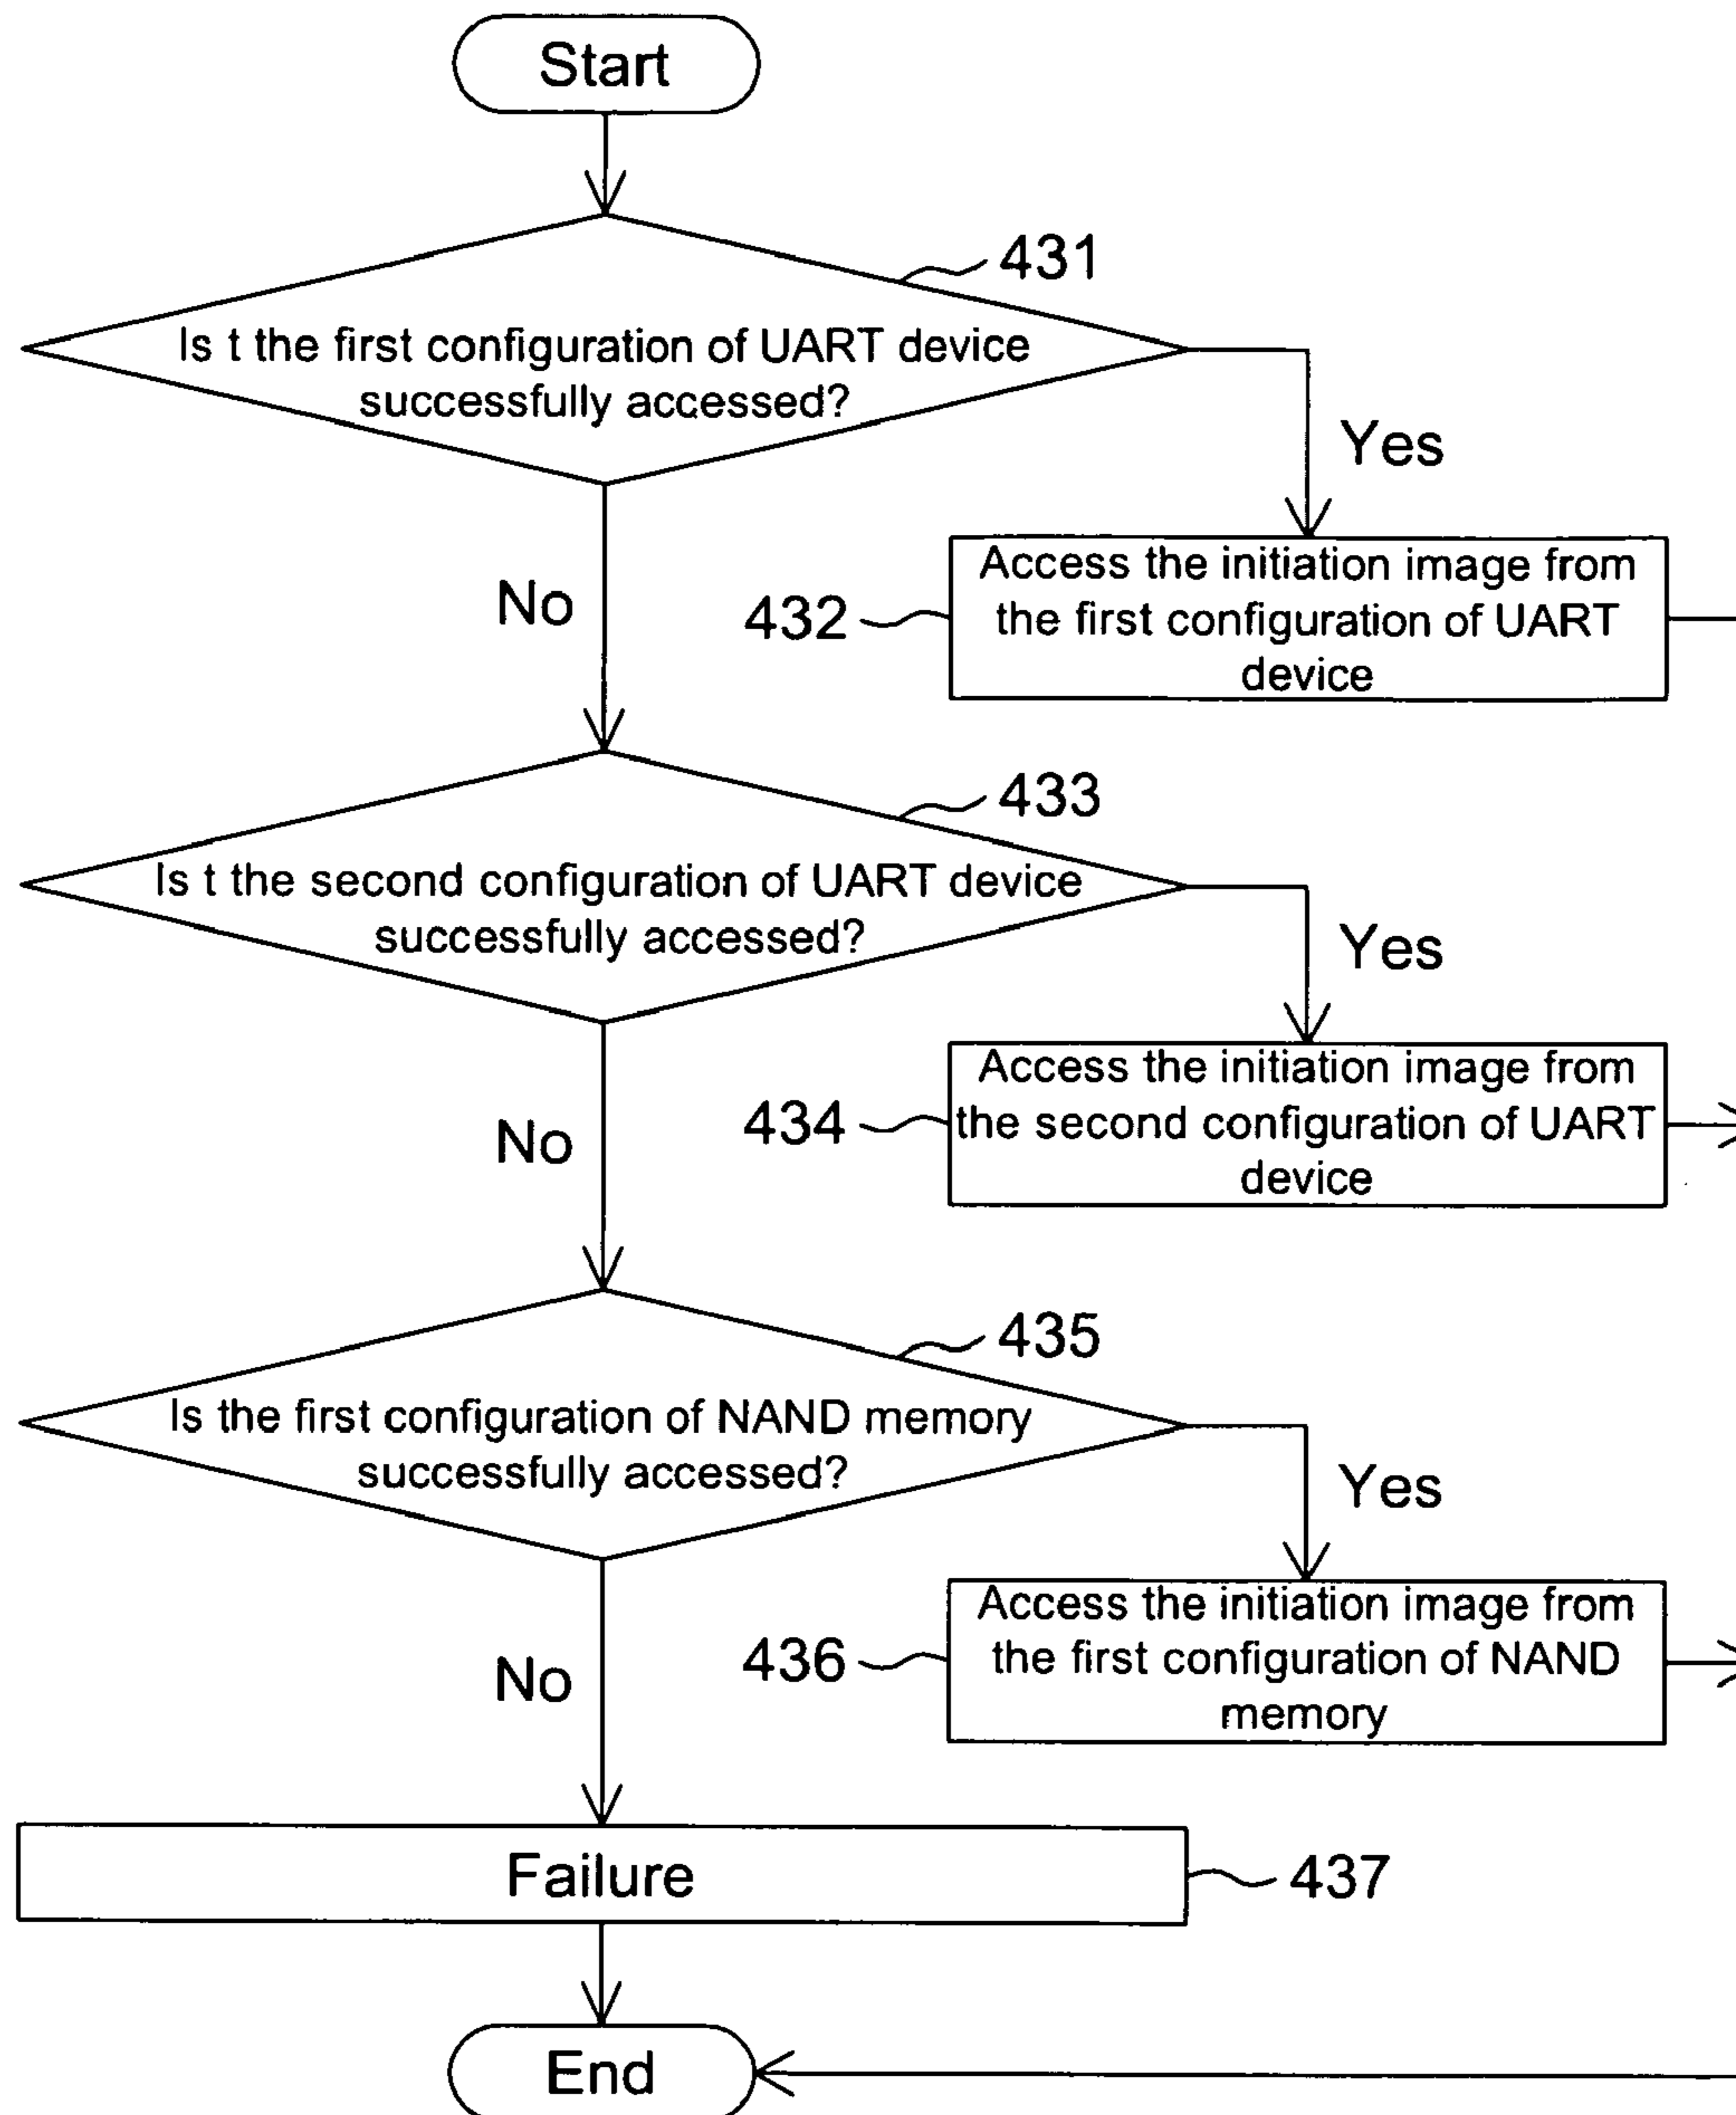 Start
431
Is t the first configuration of UART device
successfully accessed?
Yes
No
432
Access the initiation image from
the first configuration of UART
device
433
Is t the second configuration of UART device
successfully accessed?
Yes
No
434
Access the initiation image from
the second configuration of UART
device
435
Is the first configuration of NAND memory
successfully accessed?
Yes
No
436
Access the initiation image from
the first configuration of NAND
memory
Failure
437
End